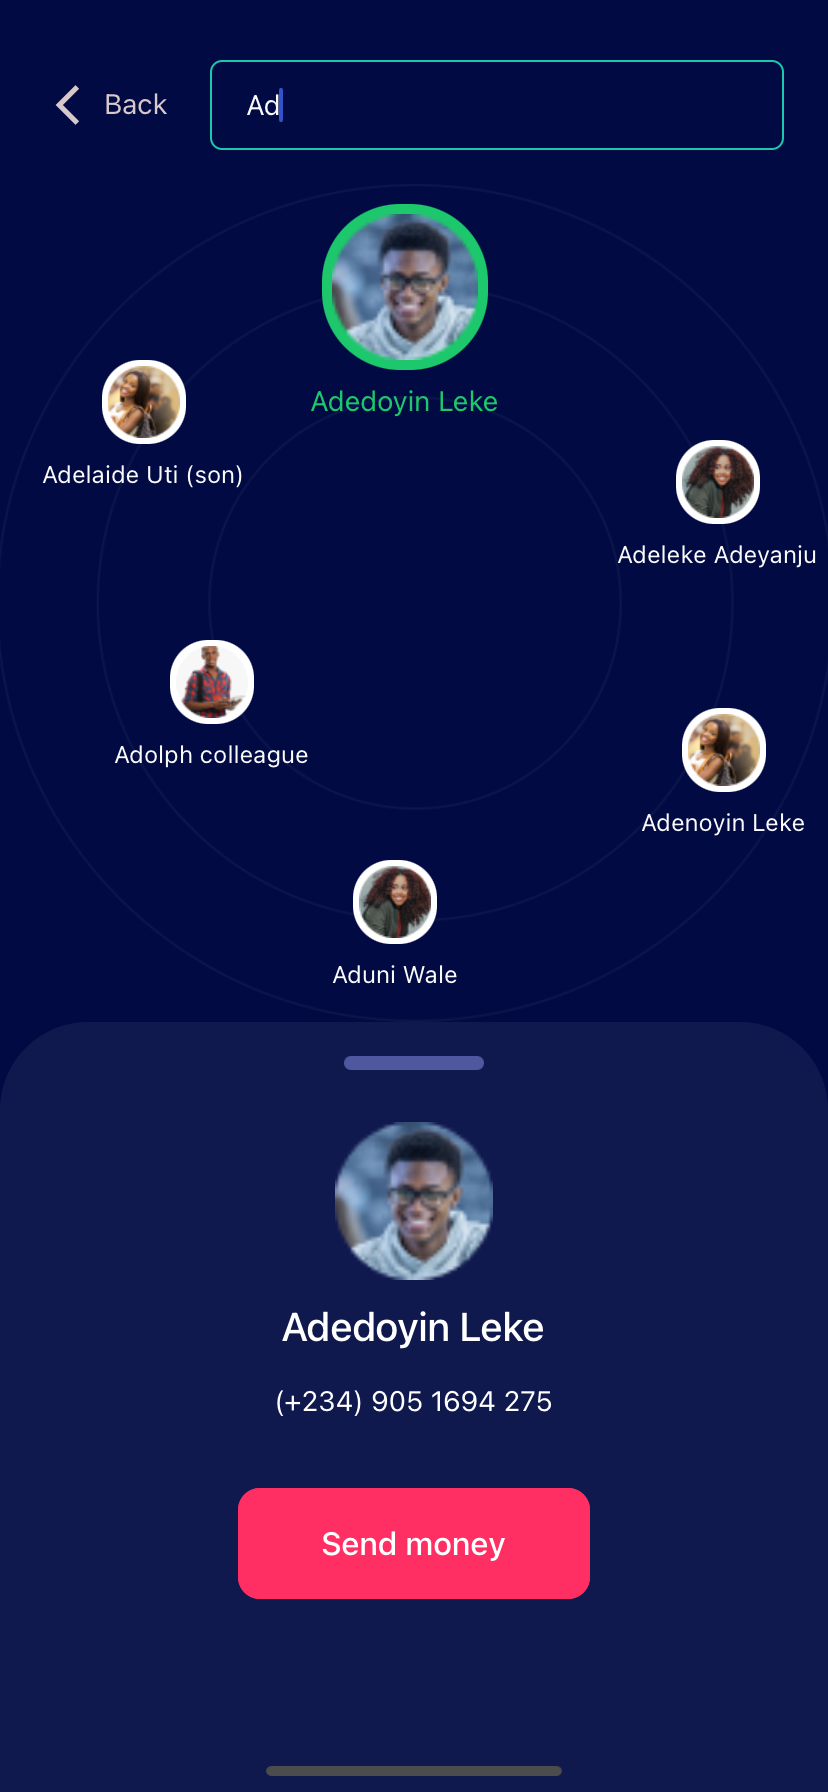 Back
Ad
Adedoyin Leke
Adelaide Uti (son)
Adeleke Adeyanju
Adolph colleague
Adenoyin Leke
Aduni Wale
Adedoyin Leke
(+234) 905 1694 275
Send money